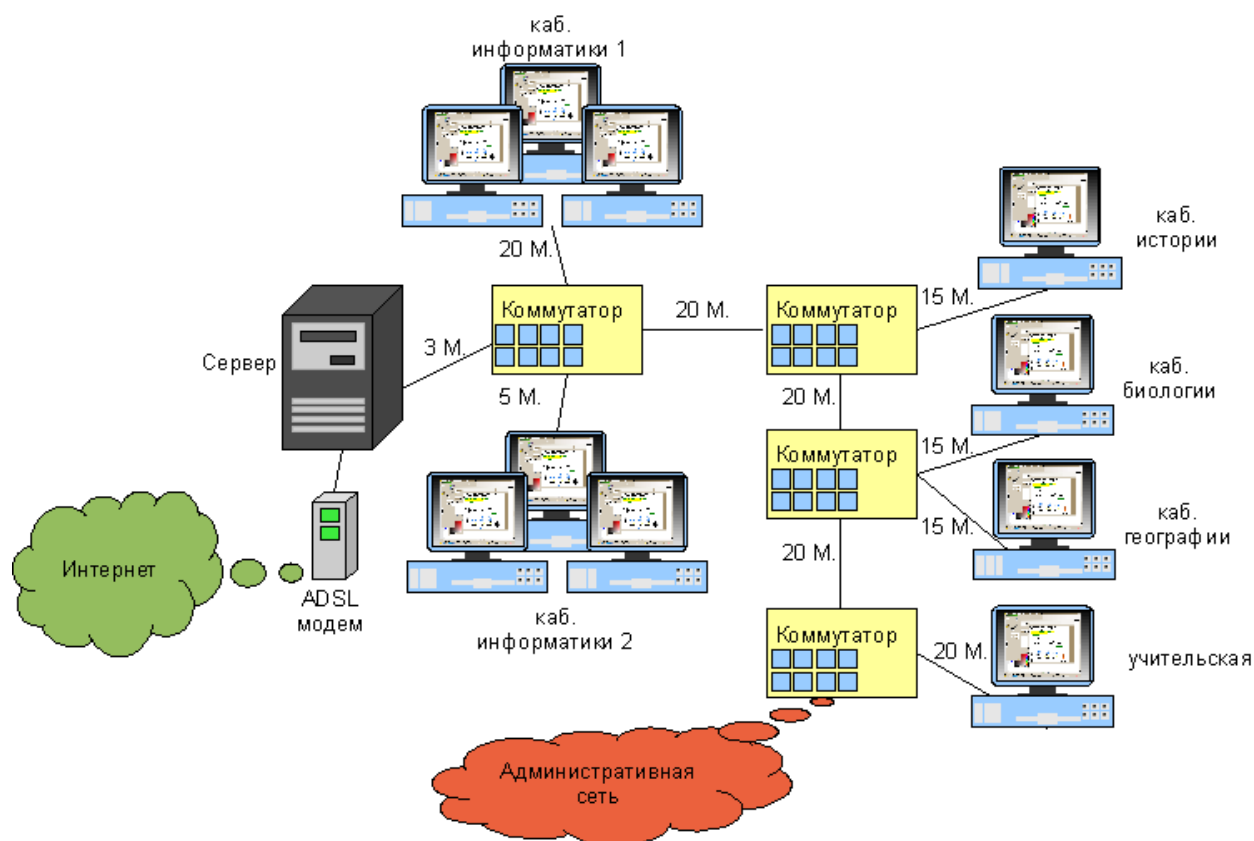 каб.
информатики 1
20 М.
каб.
истории
Коммутатор
20 М.
Коммутатор
15 М.
Сервер
3 М.
5 М.
20 М.
каб.
биологии
Коммутатор
15 М.
15 М.
каб.
географии
20 М.
Интернет
ADSL
модем
каб.
информатики 2
Коммутатор
20 М.
учительская
Административная
сеть